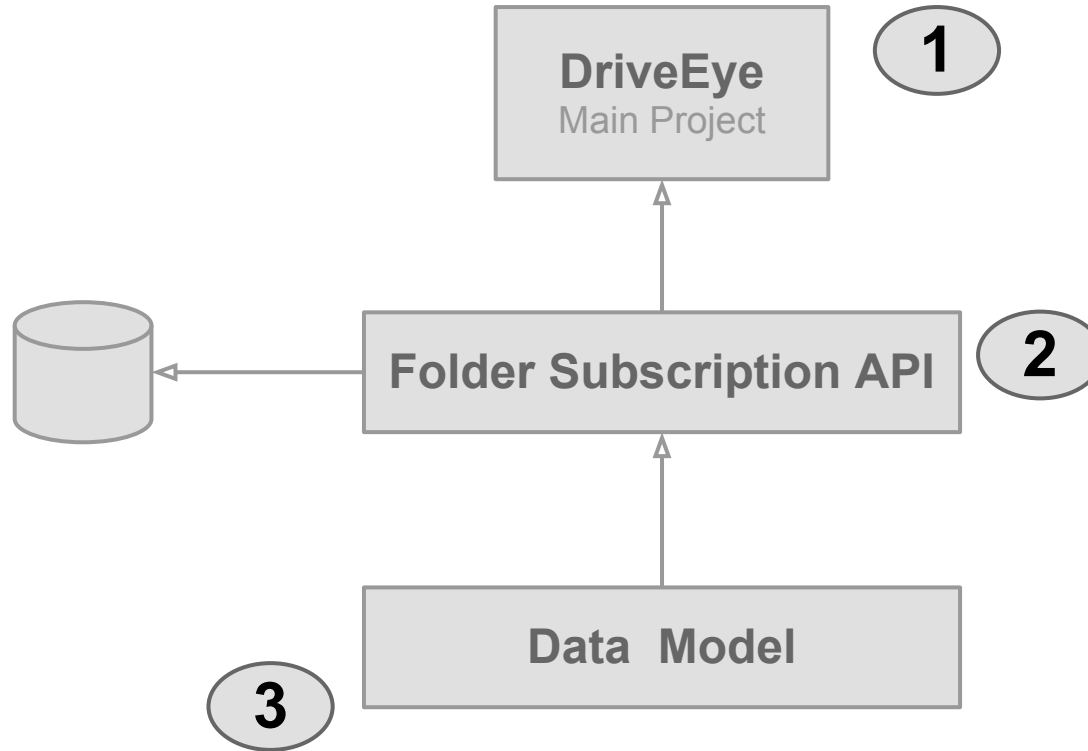 DriveEye
Main Project
1
Folder Subscription API
2
Data Model
3